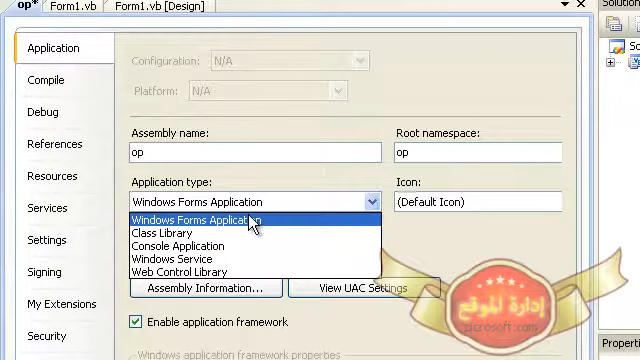 op* Form1.vb Form1.vb [Design]
Solution
Application
Configuration: N/A
Platform: N/A
Compile
Debug
References
Resources
Services
Settings
Signing
My Extensions
Security
Assembly name: Root namespace:
op op
Application type: Icon:
Windows Forms Application (Default Icon)
Windows Forms Application
Class Library
Console Application
Windows Service
Web Control Library
Assembly Information... View UAC Settings
Enable application framework
Windows application framework properties
إدارة الموقع
Properti